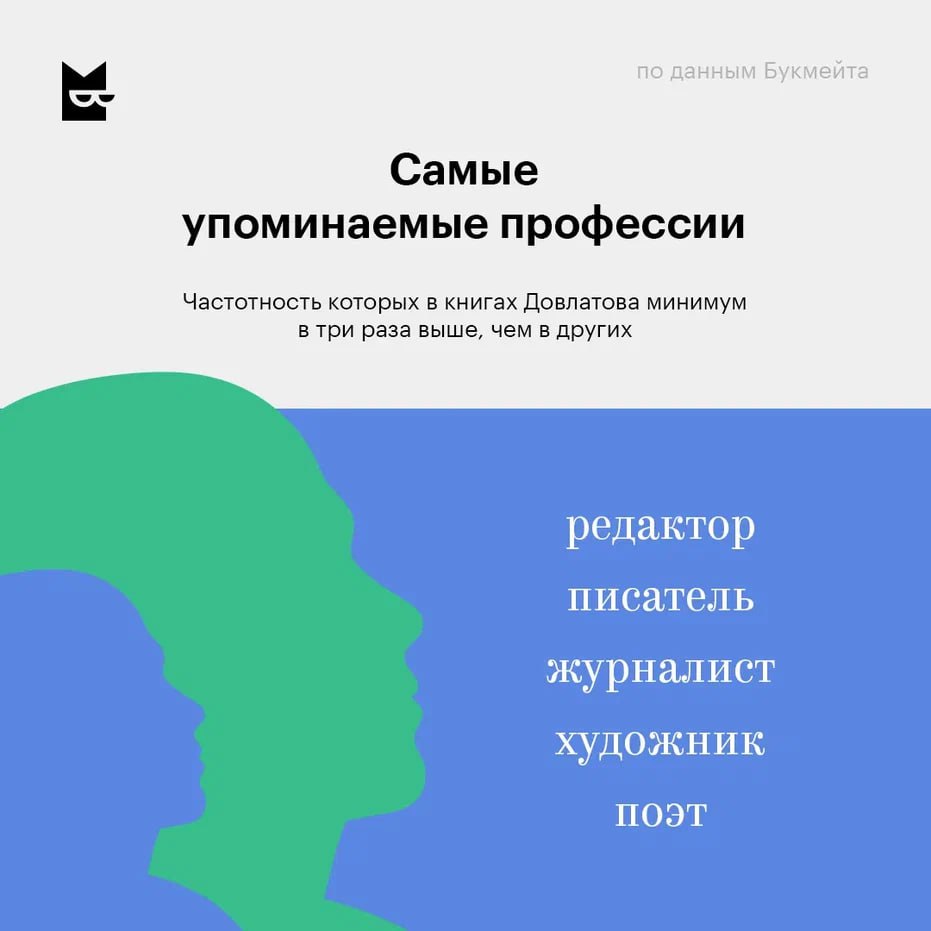 по данным Букмейта
Самые
упоминаемые профессии
Частотность которых в книгах Довлатова минимум
в три раза выше, чем в других
редактор
писатель
журналист
художник
поэт